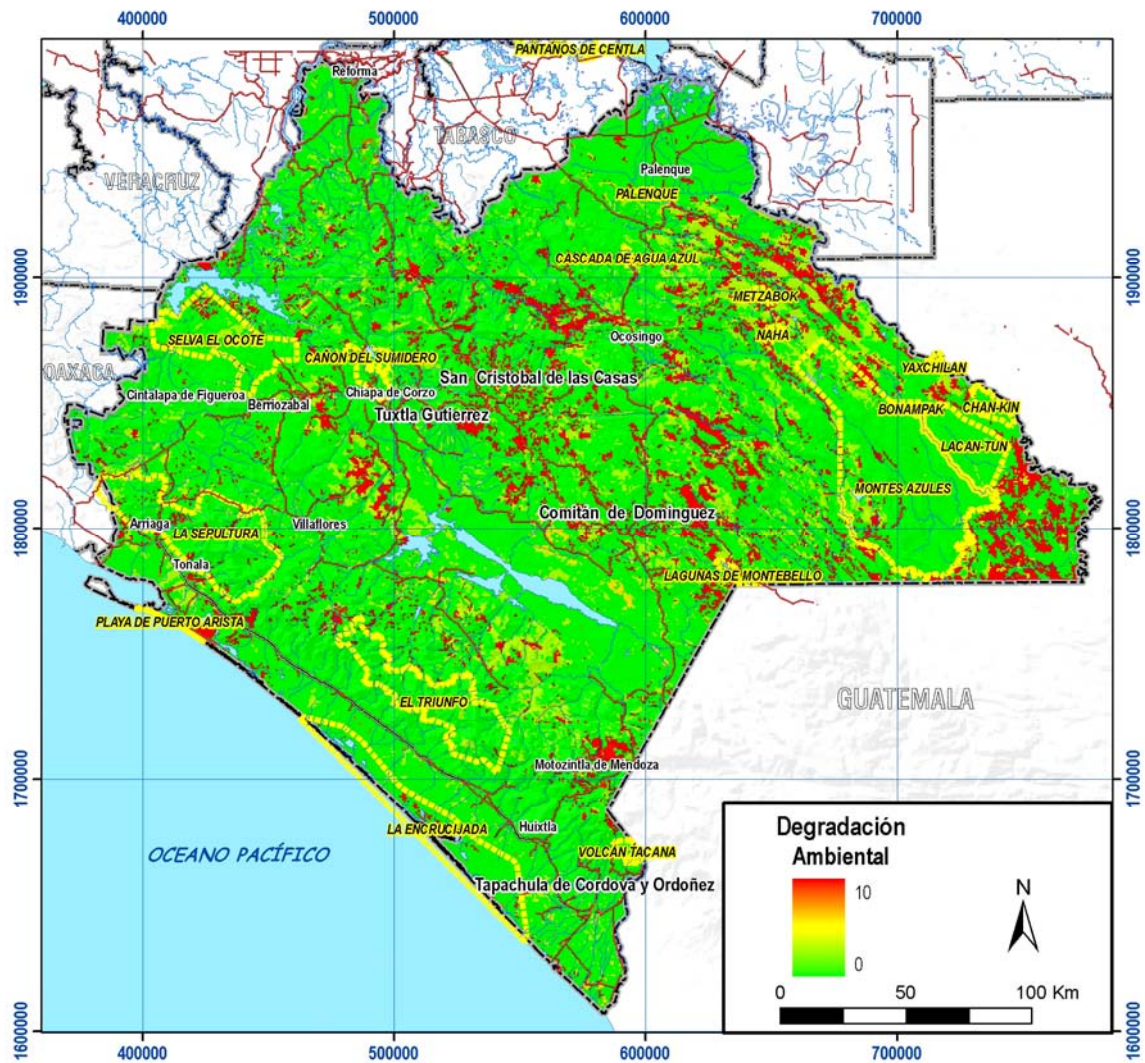 400000
500000
600000
700000
PANTANOS DE CENTLA
Reforma
TABASCO
VERACRUZ
Palenque
PALENQUE
CASCADA DE AGUA AZUL
1900000
1900000
METZABOK
NAHA
Ocosingo
SELVA EL OCOTE
CAÑON DEL SUMIDERO
YAXCHILAN
OAXACA
San Cristobal de las Casas
Cintalapa de Figueroa
Chiapa de Corzo
Berriozabal
Tuxtla Gutierrez
BONAMPAK
CHAN-KIN
LACAN-TUN
MONTES AZULES
Comitán de Dominguez
1800000
1800000
Arriaga
Villaflores
LA SEPULTURA
Tonala
LAGUNAS DE MONTEBELLO
PLAYA DE PUERTO ARISTA
EL TRIUNFO
GUATEMALA
Motozintla de Mendoza
1700000
1700000
LA ENCRUCIJADA
Huixtla
OCEANO PACÍFICO
VOLCÁN TACANA
Tapachula de Cordova y Ordoñez
Degradación
Ambiental
10
0
N
0
50
100 Km
1600000
1600000
400000
500000
600000
700000